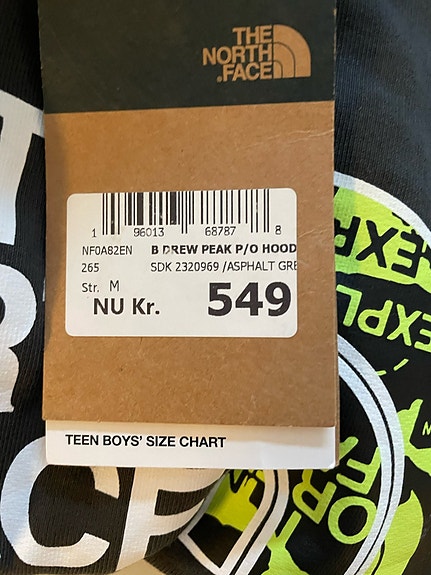 THE
NORTH
FACE
1 96013 68787 8
NF0A82EN B DREW PEAK P/O HOOD
265 SDK 2320969 /ASPHALT GRE
Str. M
NU Kr. 549
TEEN BOYS' SIZE CHART
EXPL